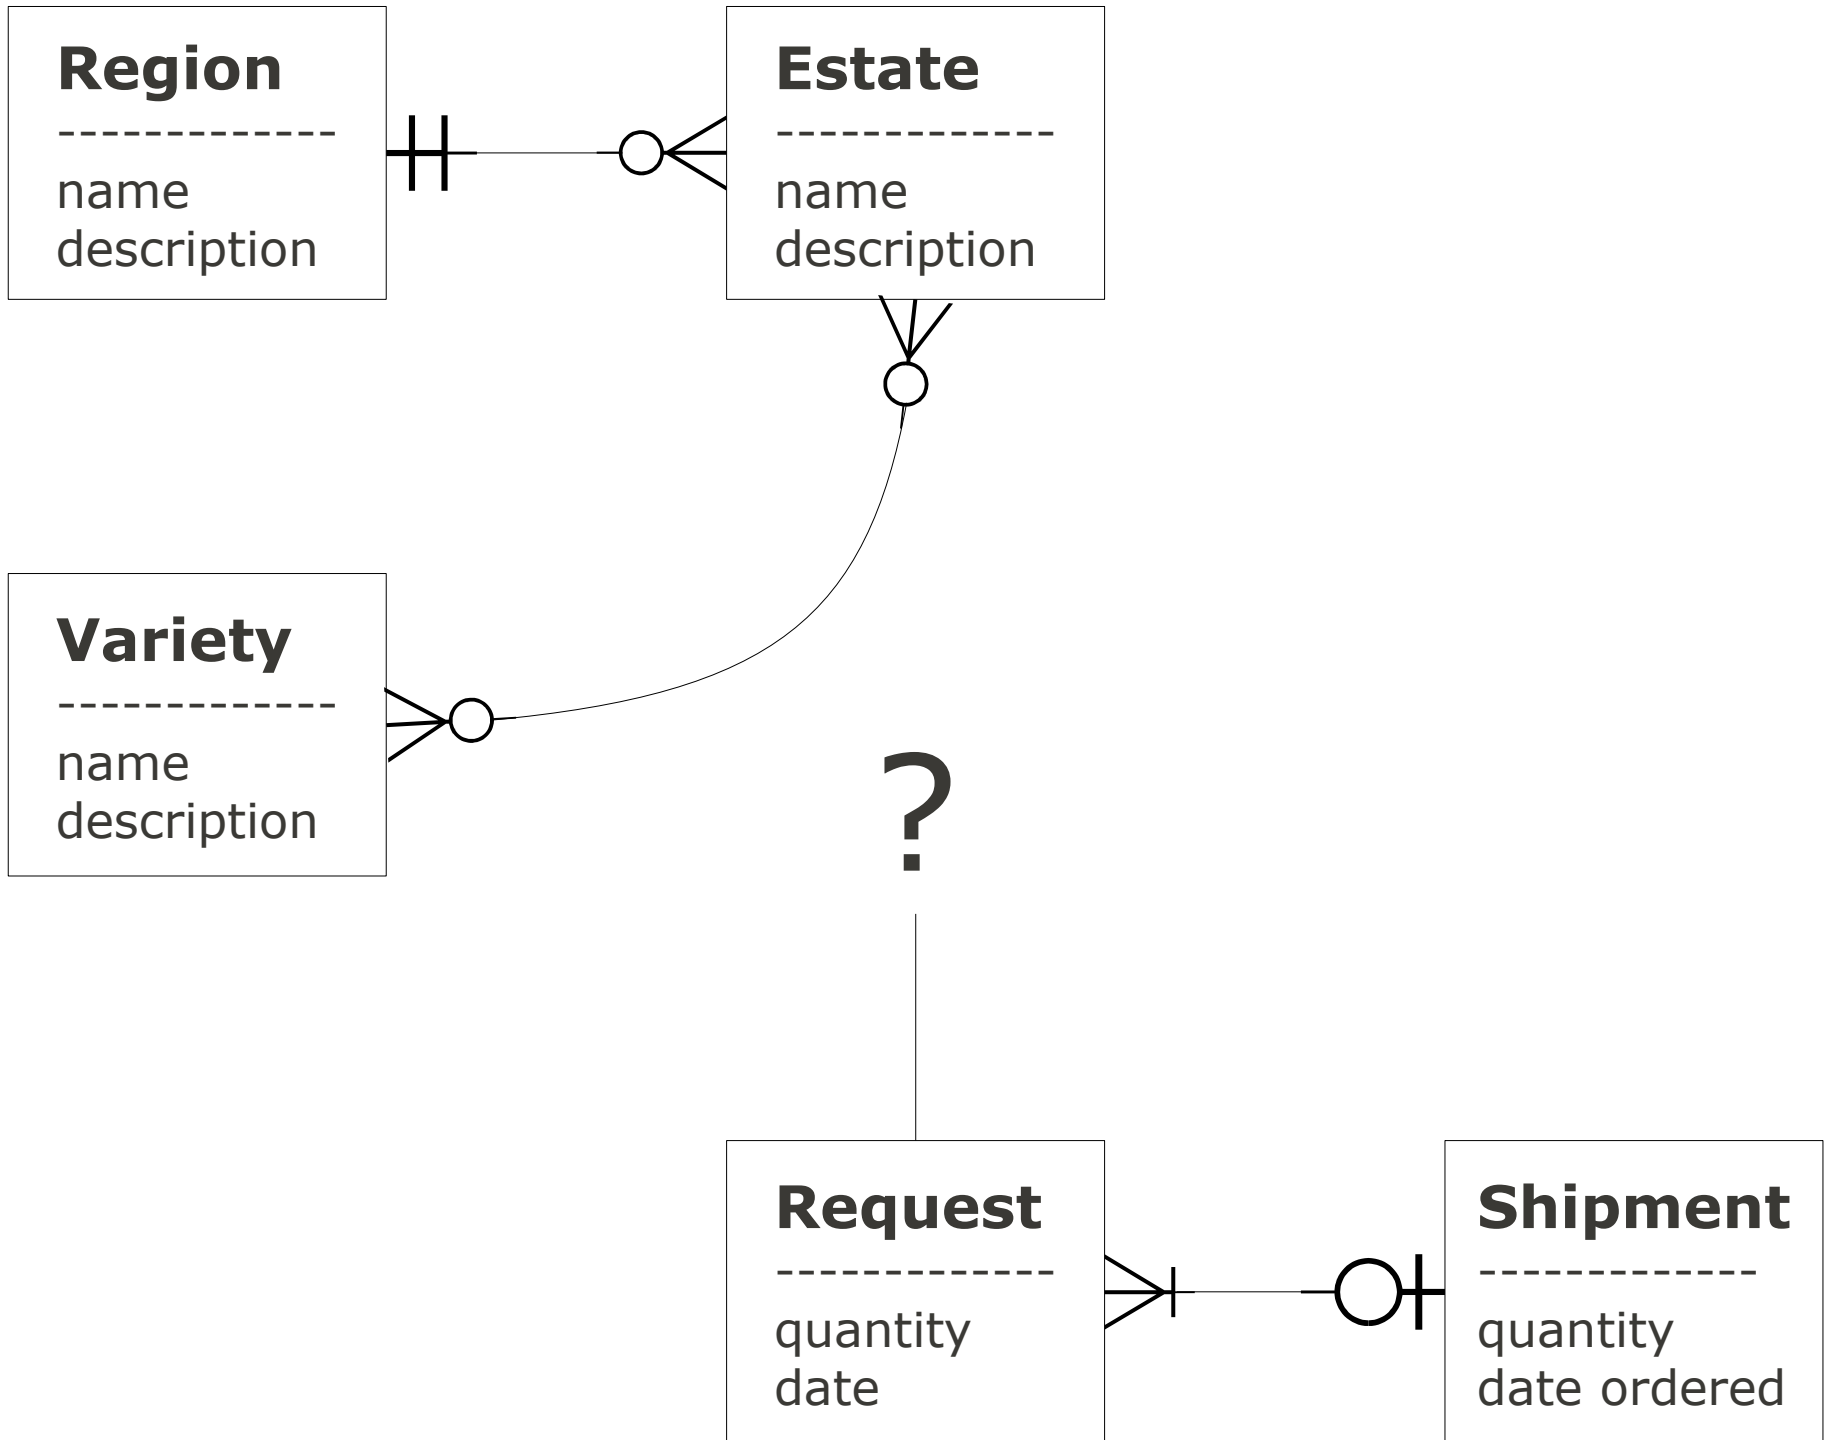 Region
-------------
name
description
Estate
-------------
name
description
Variety
-------------
name
description
?
Request
-------------
quantity
date
Shipment
-------------
quantity
date ordered